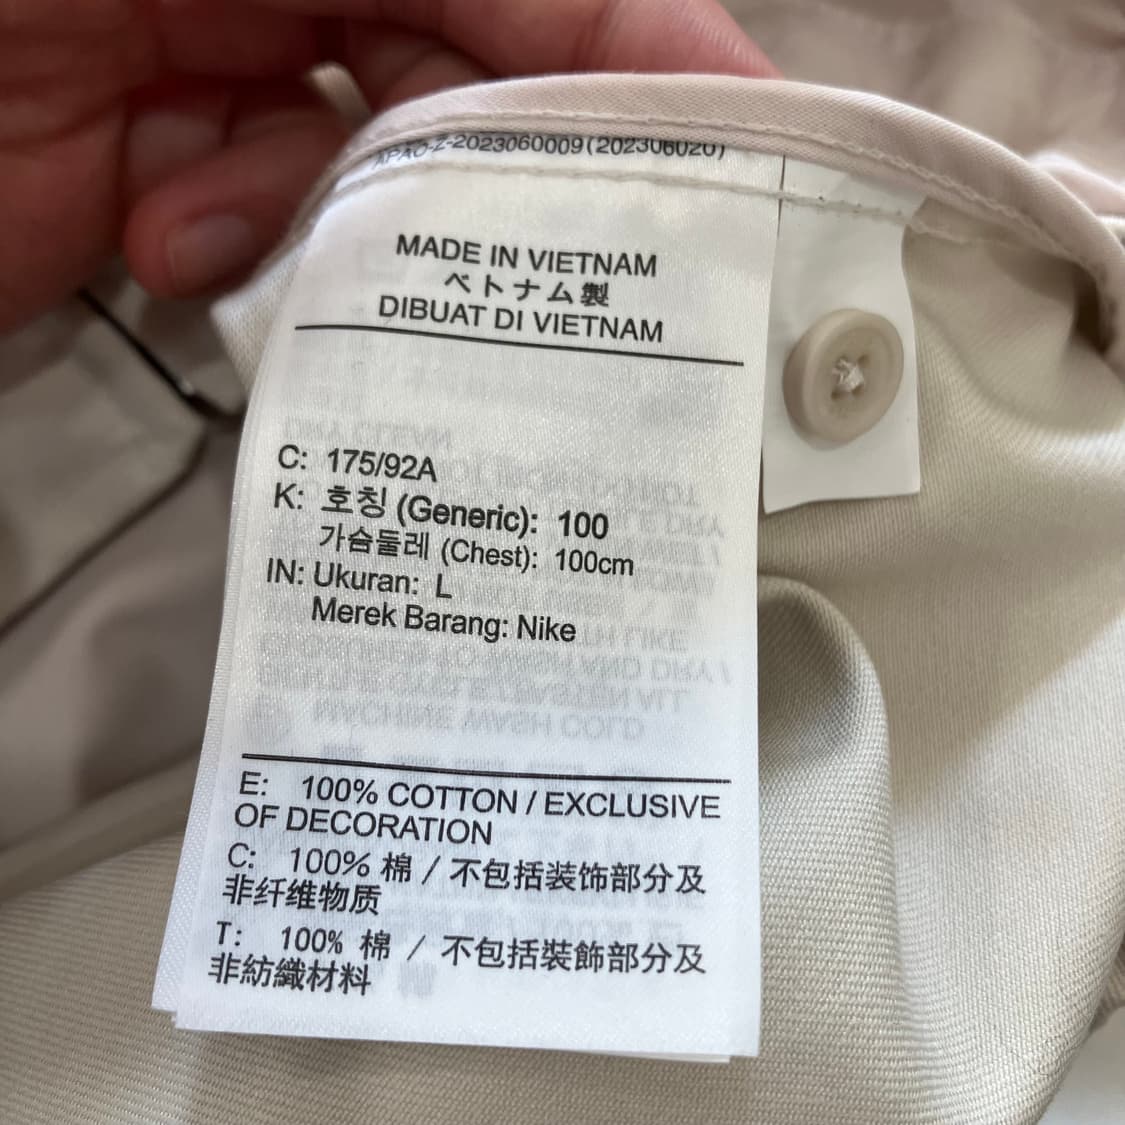 APAO-Z-2023060009(202306020)
MADE IN VIETNAM
ベトナム製
DIBUAT DI VIETNAM
C: 175/92A
K: 호칭 (Generic): 100
가슴둘레 (Chest): 100cm
IN: Ukuran: L
Merek Barang: Nike
E: 100% COTTON / EXCLUSIVE
OF DECORATION
C: 100% 棉 / 不包括装饰部分及
非纤维物质
T: 100% 棉 / 不包括裝飾部分及
非紡織材料